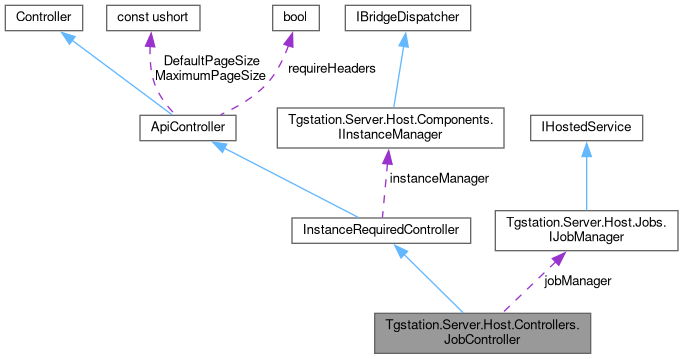 Controller
const ushort
bool
IBridgeDispatcher
DefaultPageSize
MaximumPageSize
requireHeaders
ApiController
Tgstation.Server.Host.Components.
IInstanceManager
IHostedService
instanceManager
InstanceRequiredController
Tgstation.Server.Host.Jobs.
IJobManager
jobManager
Tgstation.Server.Host.Controllers.
JobController